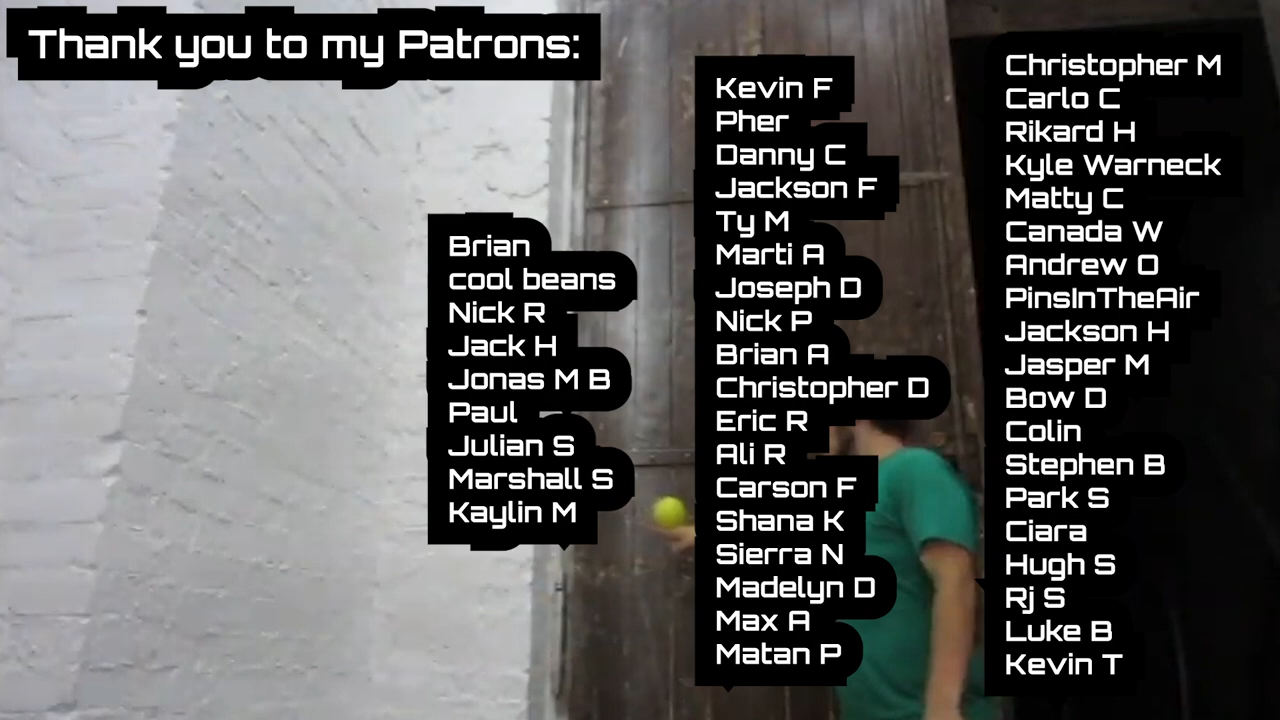 Thank you to my Patrons:
Brian
cool beans
Nick R
Jack H
Jonas M B
Paul
Julian S
Marshall S
Kaylin M
Kevin F
Pher
Danny C
Jackson F
Ty M
Marti A
Joseph D
Nick P
Brian A
Christopher D
Eric R
Ali R
Carson F
Shana K
Sierra N
Madelyn D
Max A
Matan P
Christopher M
Carlo C
Rikard H
Kyle Warneck
Matty C
Canada W
Andrew O
PinsInTheAir
Jackson H
Jasper M
Bow D
Colin
Stephen B
Park S
Ciara
Hugh S
Rj S
Luke B
Kevin T